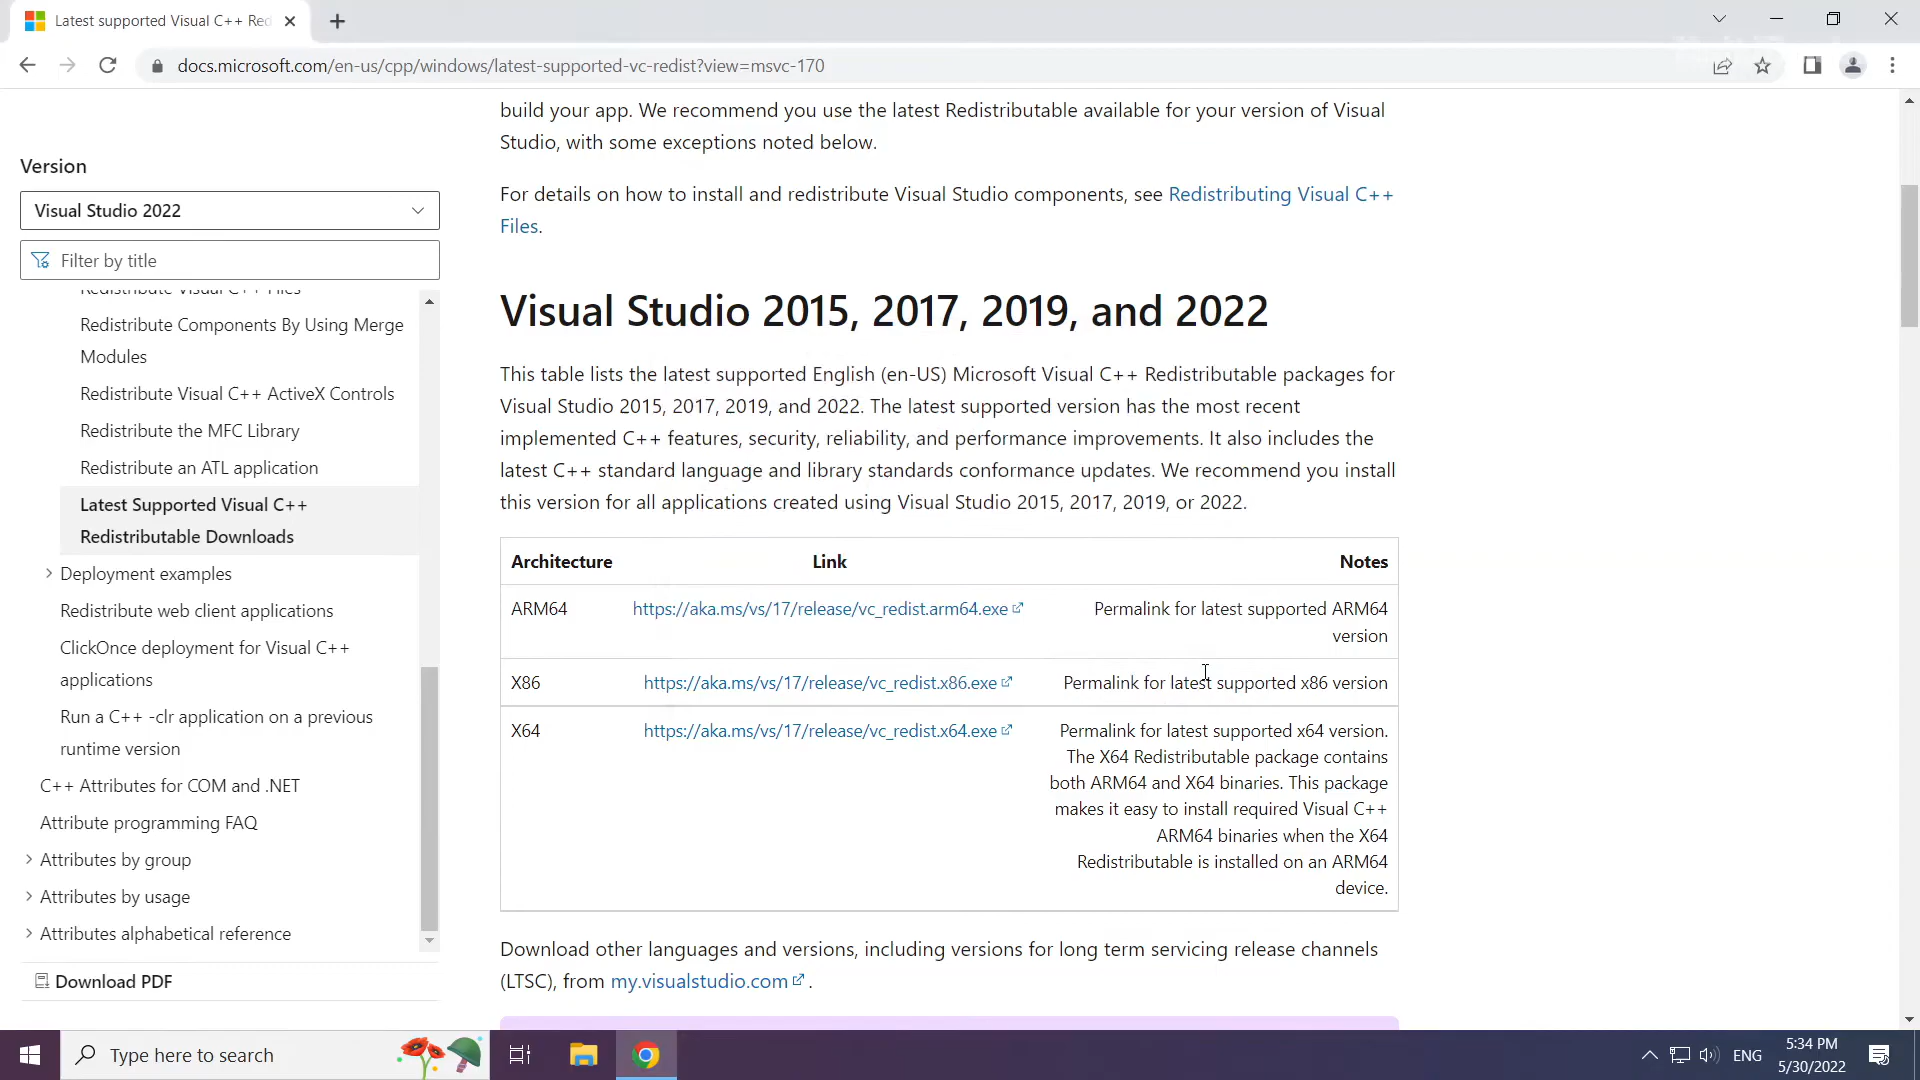 Latest supported Visual C++ Red
docs.microsoft.com/en-us/cpp/windows/latest-supported-vc-redist?view=msvc-170
Version
Visual Studio 2022
Filter by title
Redistribute Visual C++ Files
Redistribute Components By Using Merge
Modules
Redistribute Visual C++ ActiveX Controls
Redistribute the MFC Library
Redistribute an ATL application
Latest Supported Visual C++
Redistributable Downloads
Deployment examples
Redistribute web client applications
ClickOnce deployment for Visual C++
applications
Run a C++ -clr application on a previous
runtime version
C++ Attributes for COM and .NET
Attribute programming FAQ
Attributes by group
Attributes by usage
Attributes alphabetical reference
Download PDF
build your app. We recommend you use the latest Redistributable available for your version of Visual
Studio, with some exceptions noted below.
For details on how to install and redistribute Visual Studio components, see Redistributing Visual C++
Files.
Visual Studio 2015, 2017, 2019, and 2022
This table lists the latest supported English (en-US) Microsoft Visual C++ Redistributable packages for
Visual Studio 2015, 2017, 2019, and 2022. The latest supported version has the most recent
implemented C++ features, security, reliability, and performance improvements. It also includes the
latest C++ standard language and library standards conformance updates. We recommend you install
this version for all applications created using Visual Studio 2015, 2017, 2019, or 2022.
Architecture Link Notes
ARM64 https://aka.ms/vs/17/release/vc_redist.arm64.exe Permalink for latest supported ARM64
version
X86 https://aka.ms/vs/17/release/vc_redist.x86.exe Permalink for latest supported x86 version
X64 https://aka.ms/vs/17/release/vc_redist.x64.exe Permalink for latest supported x64 version.
The X64 Redistributable package contains
both ARM64 and X64 binaries. This package
makes it easy to install required Visual C++
ARM64 binaries when the X64
Redistributable is installed on an ARM64
device.
Download other languages and versions, including versions for long term servicing release channels
(LTSC), from my.visualstudio.com .
Type here to search
ENG
5:34 PM
5/30/2022